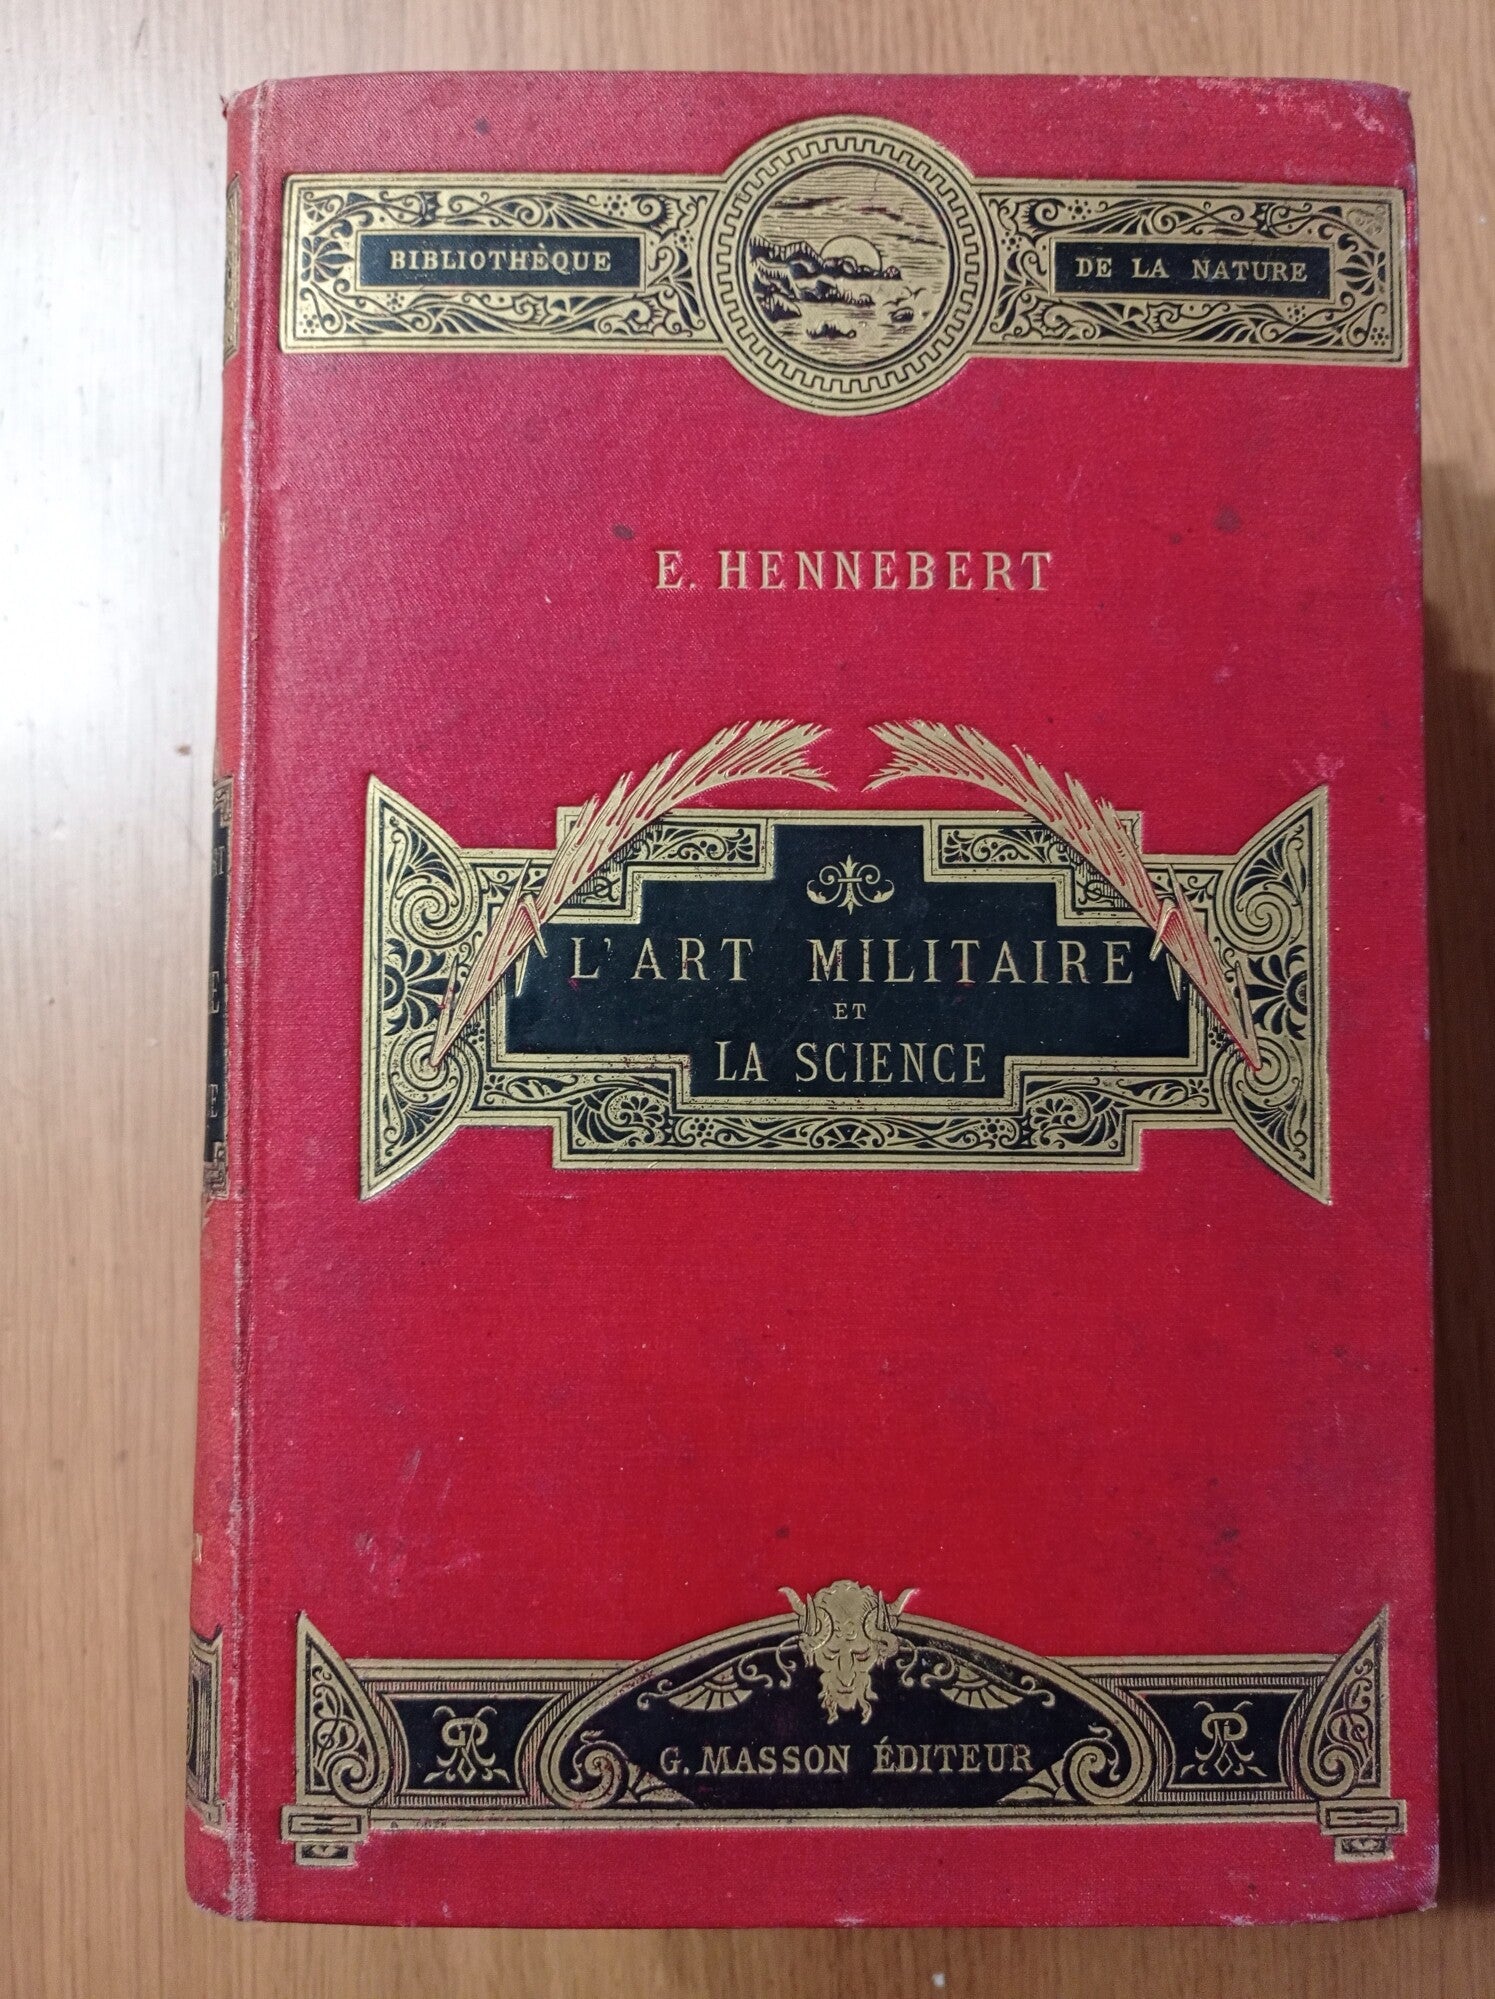 BIBLIOTHÈQUE
DE LA NATURE
E. HENNEBERT
L'ART MILITAIRE
ET
LA SCIENCE
G. MASSON ÉDITEUR